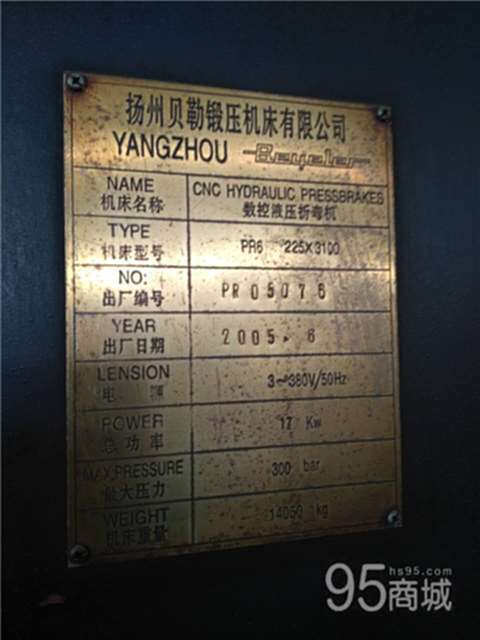 扬州贝勒锻压机床有限公司
YANGZHOU Beyeler
NAME CNC HYDRAULIC PRESSBRAKES
机床名称 数控液压折弯机
TYPE
机床型号 PR6 225X3100
NO:
出厂编号 PR05076
YEAR
出厂日期 2005.6
LENSION
电 源 3~380V/50Hz
POWER
总功率 17 Kw
MAX,PRESSURE
最大压力 300 bar
WEIGHT
机床重量 14050 kg
hs95.com
95商城